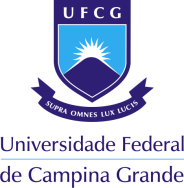 UFCG
SUPRA OMNES LUX LUCIS
Universidade Federal
de Campina Grande